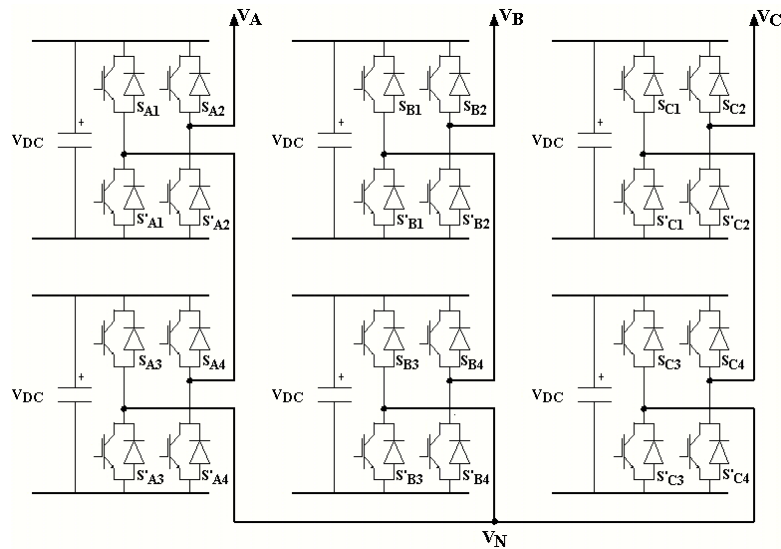 VA VB VC
SA1 SA2 SB1 SB2 SC1 SC2
+ + +
VDC VDC VDC
S'A1 S'A2 S'B1 S'B2 S'C1 S'C2
SA3 SA4 SB3 SB4 SC3 SC4
+ + +
VDC VDC VDC
S'A3 S'A4 S'B3 S'B4 S'C3 S'C4
VN